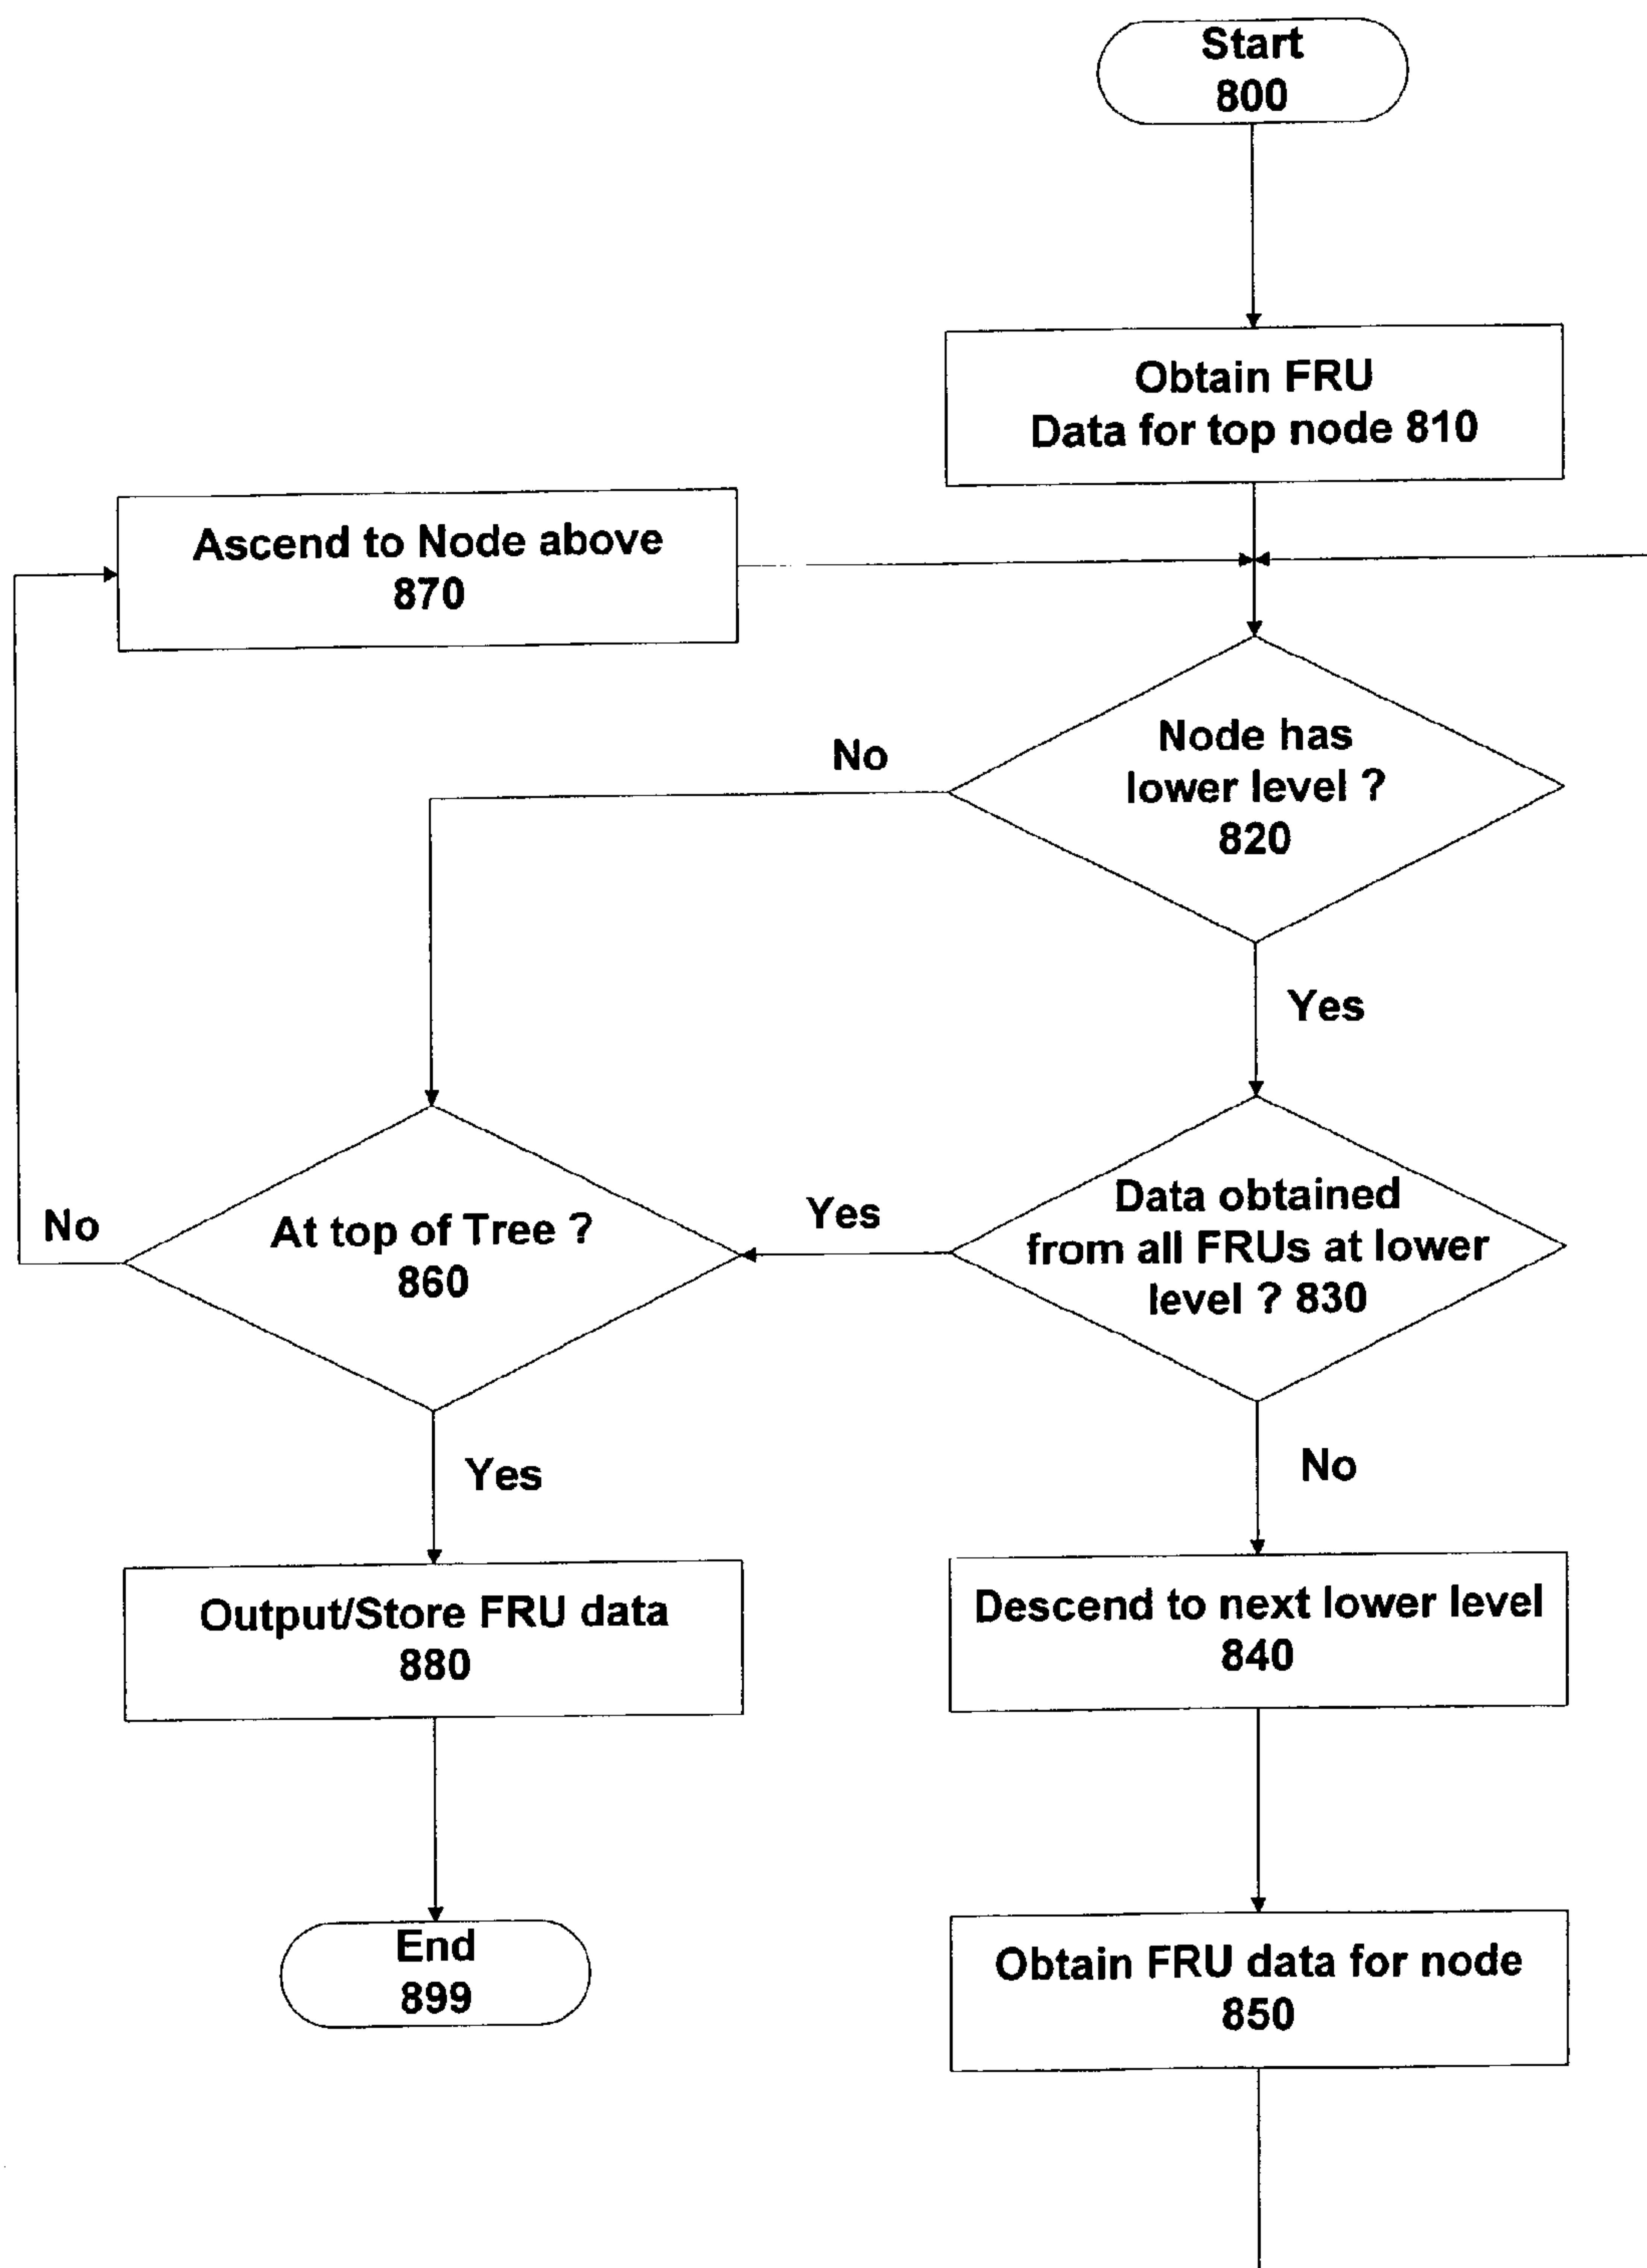 Start
800
Obtain FRU
Data for top node 810
Ascend to Node above
870
Node has
lower level ?
820
No
Yes
Data obtained
from all FRUs at lower
level ? 830
Yes
At top of Tree ?
860
No
Yes
No
Output/Store FRU data
880
Descend to next lower level
840
End
899
Obtain FRU data for node
850